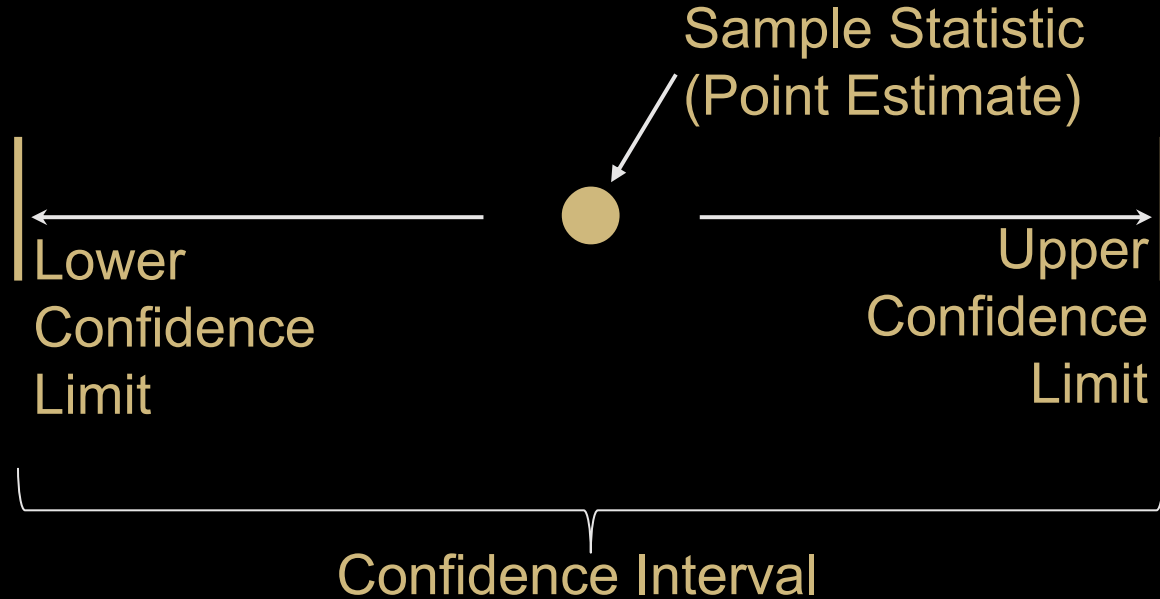 Sample Statistic
(Point Estimate)
Lower
Confidence
Limit
Upper
Confidence
Limit
Confidence Interval